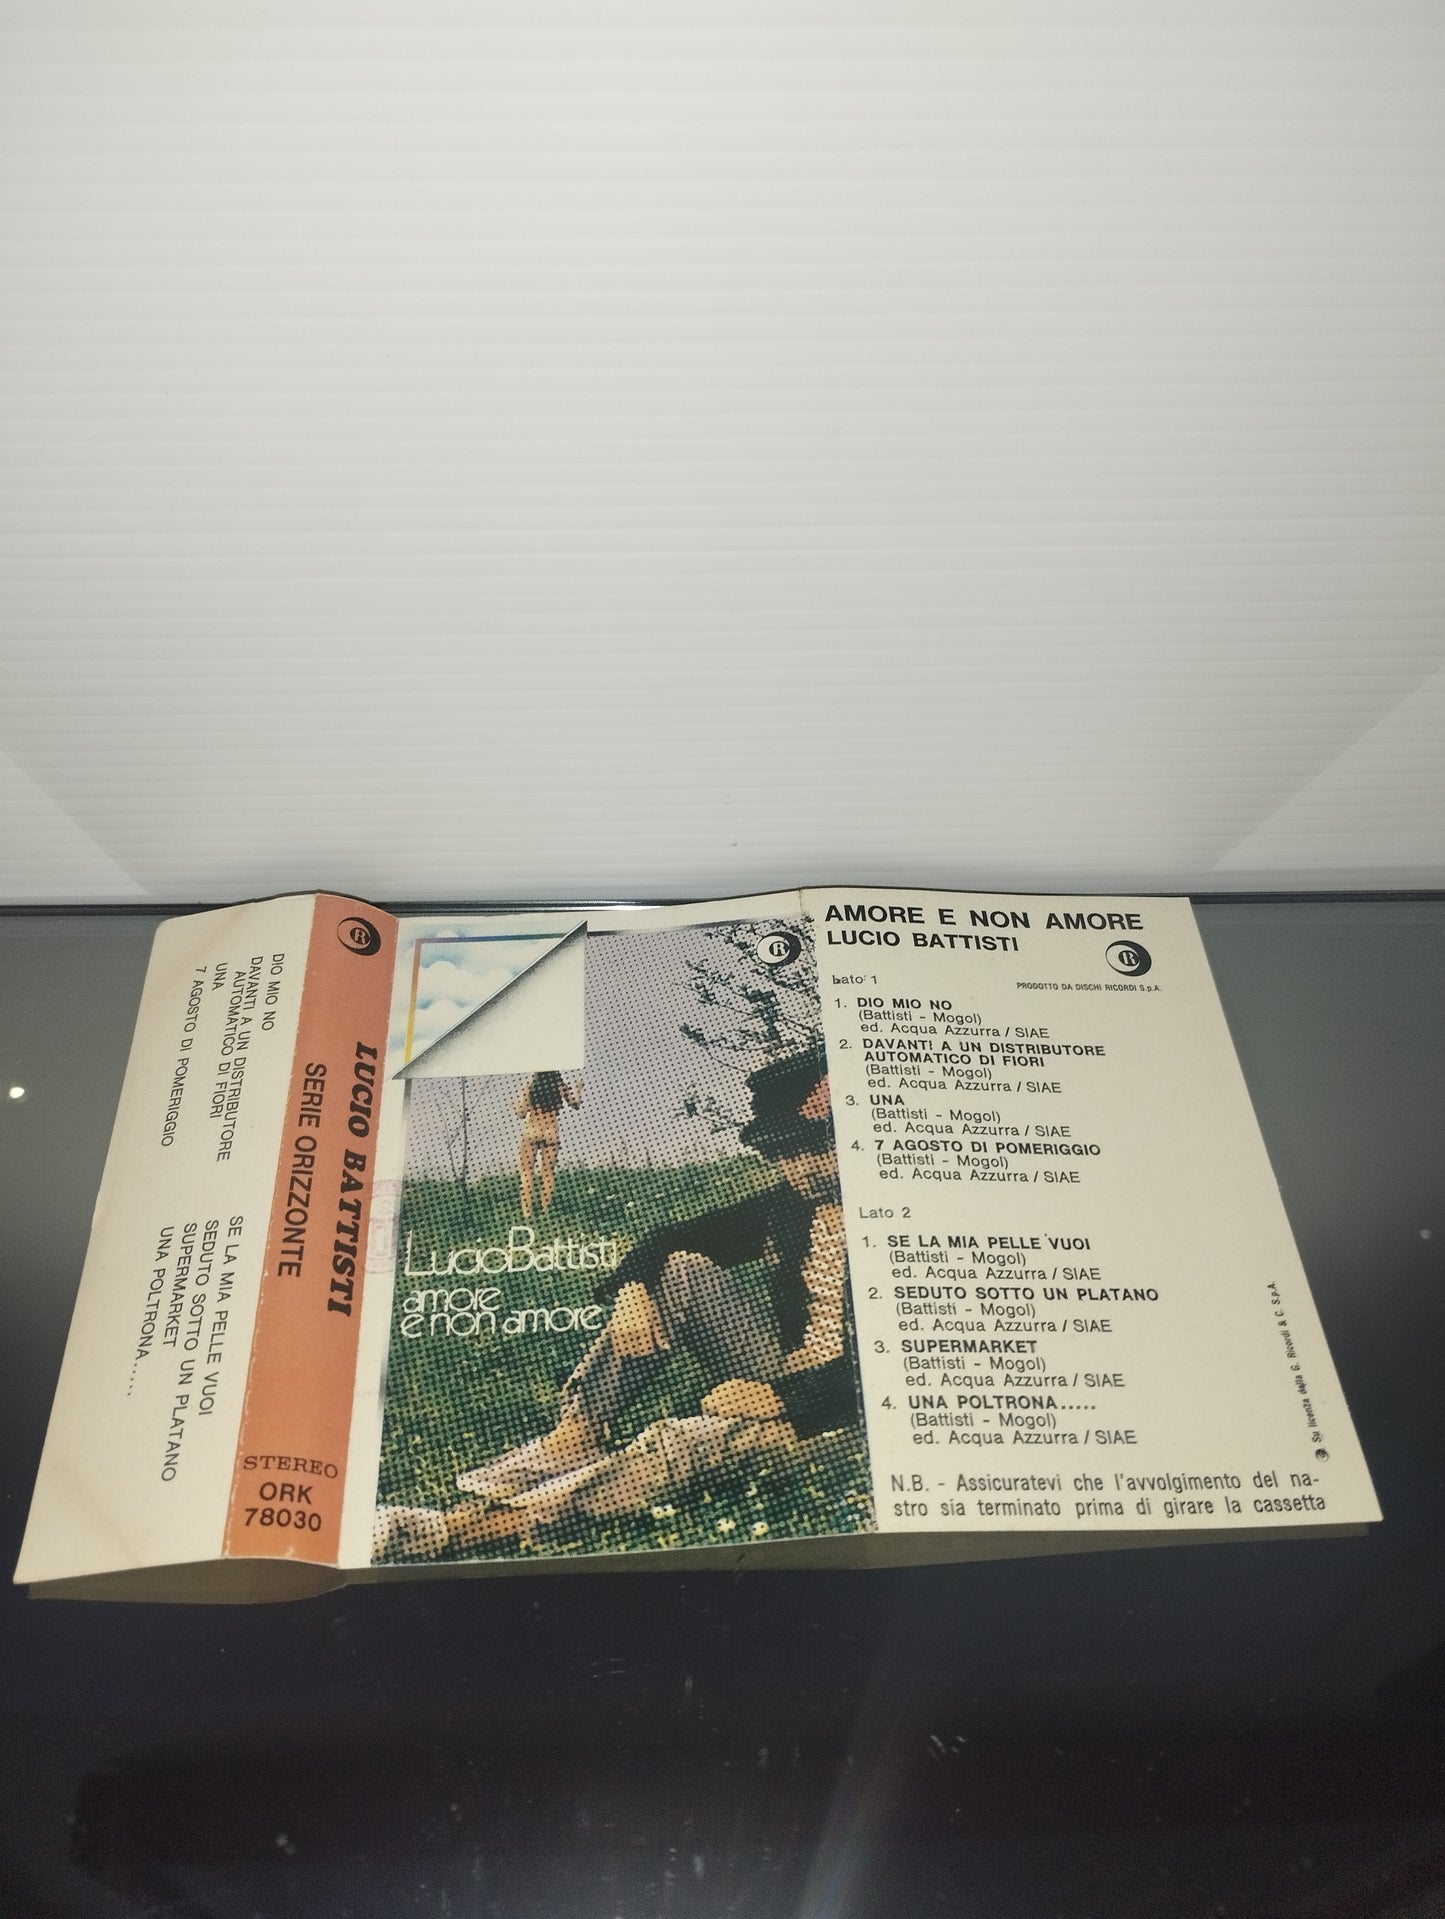 DIO MIO NO
DAVANTI A UN DISTRIBUTORE
AUTOMATICO DI FIORI
UNA
7 AGOSTO DI POMERIGGIO
SE LA MIA PELLE VUOI
SEDUTO SOTTO UN PLATANO
SUPERMARKET
UNA POLTRONA.....
R
LUCIO BATTISTI
SERIE ORIZZONTE
STEREO
ORK
78030
R
LucioBattisti
amore
e non amore
AMORE E NON AMORE
LUCIO BATTISTI
R
PRODOTTO DA DISCHI RICORDI S.p.A.
Lato 1
1. DIO MIO NO
(Battisti - Mogol)
ed. Acqua Azzurra / SIAE
2. DAVANTI A UN DISTRIBUTORE
AUTOMATICO DI FIORI
(Battisti - Mogol)
ed. Acqua Azzurra / SIAE
3. UNA
(Battisti - Mogol)
ed. Acqua Azzurra / SIAE
4. 7 AGOSTO DI POMERIGGIO
(Battisti - Mogol)
ed. Acqua Azzurra / SIAE
Lato 2
1. SE LA MIA PELLE VUOI
(Battisti - Mogol)
ed. Acqua Azzurra / SIAE
2. SEDUTO SOTTO UN PLATANO
(Battisti - Mogol)
ed. Acqua Azzurra / SIAE
3. SUPERMARKET
(Battisti - Mogol)
ed. Acqua Azzurra / SIAE
4. UNA POLTRONA.....
(Battisti - Mogol)
ed. Acqua Azzurra / SIAE
N.B. - Assicuratevi che l'avvolgimento del na-
stro sia terminato prima di girare la cassetta
Su licenza della G. Ricordi & C. S.p.A.